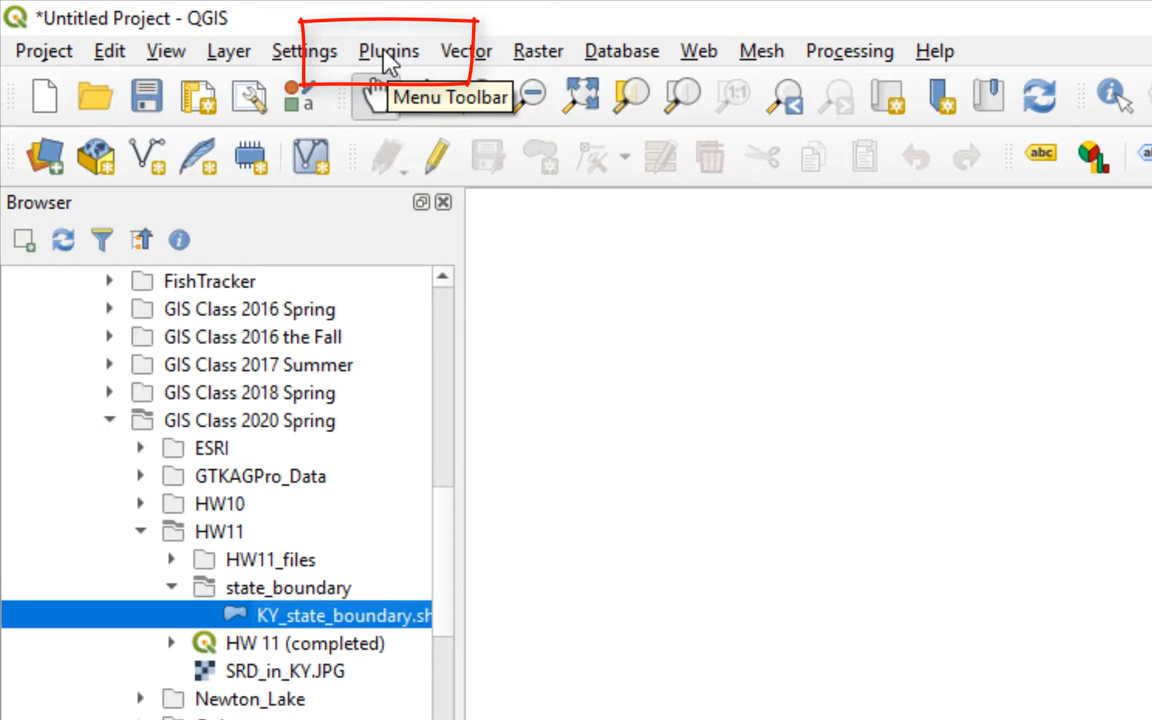 *Untitled Project - QGIS
Project Edit View Layer Settings Plugins Vector Raster Database Web Mesh Processing Help
a 1:1
Menu Toolbar
abc
Browser
FishTracker
GIS Class 2016 Spring
GIS Class 2016 the Fall
GIS Class 2017 Summer
GIS Class 2018 Spring
GIS Class 2020 Spring
ESRI
GTKAGPro_Data
HW10
HW11
HW11_files
state_boundary
KY_state_boundary.sh
HW 11 (completed)
SRD_in_KY.JPG
Newton_Lake